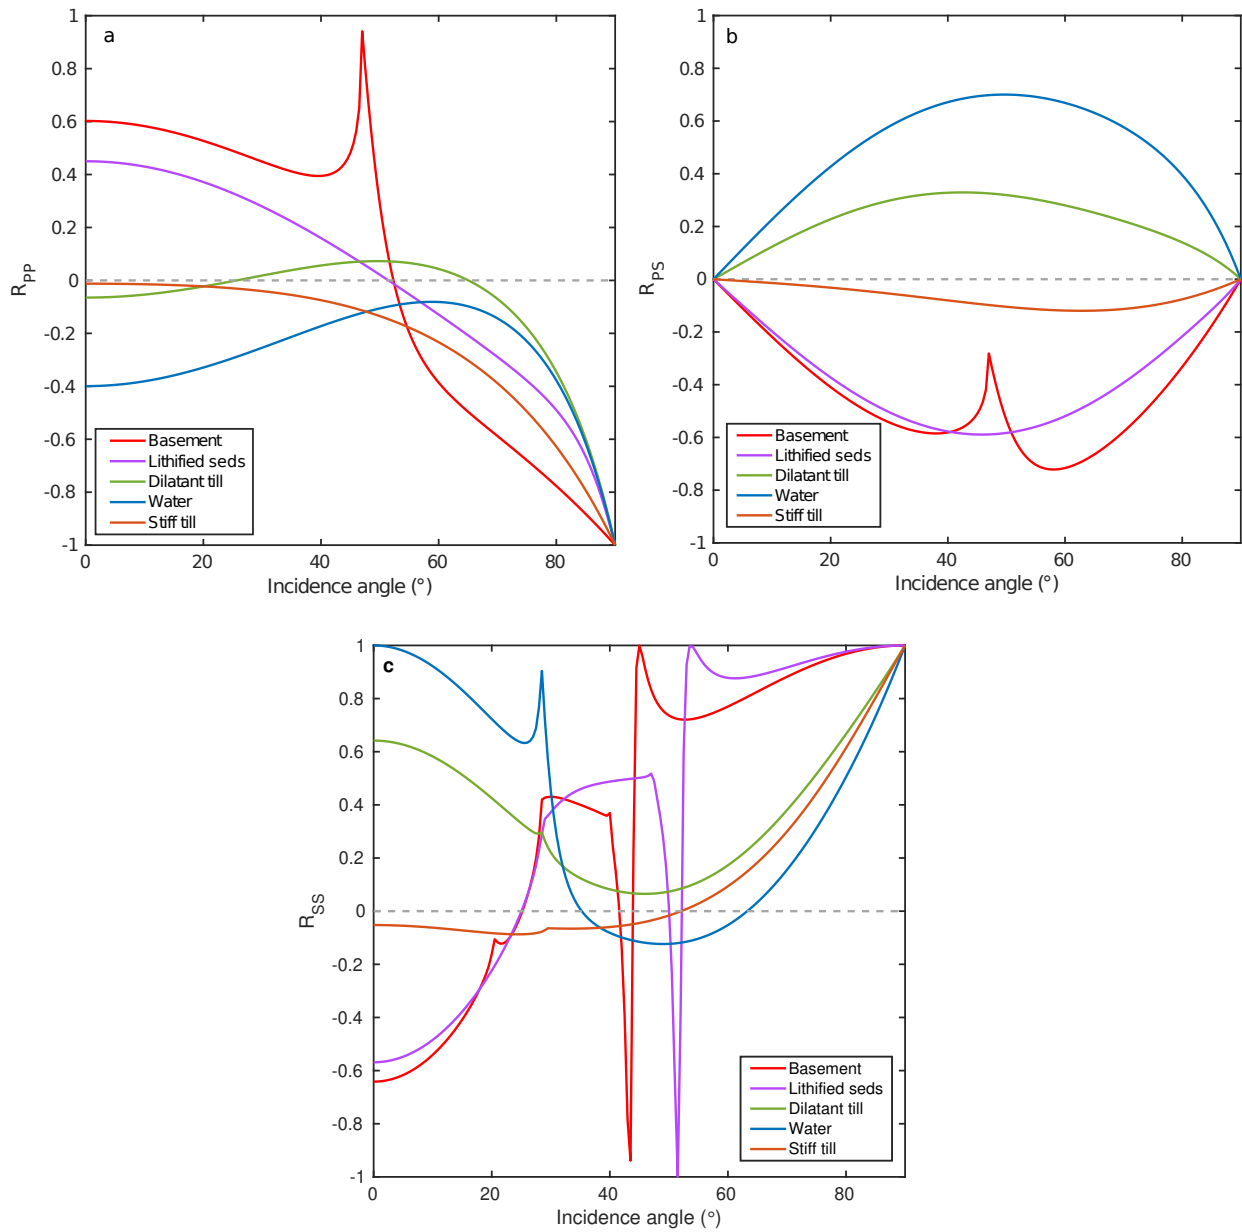 a
1
0.8
0.6
0.4
0.2
0
-0.2
-0.4
-0.6
-0.8
-1
R_PP
Basement
Lithified seds
Dilatant till
Water
Stiff till
0 20 40 60 80
Incidence angle (°)
b
1
0.8
0.6
0.4
0.2
0
-0.2
-0.4
-0.6
-0.8
-1
R_PS
Basement
Lithified seds
Dilatant till
Water
Stiff till
0 20 40 60 80
Incidence angle (°)
c
1
0.8
0.6
0.4
0.2
0
-0.2
-0.4
-0.6
-0.8
-1
R_SS
Basement
Lithified seds
Dilatant till
Water
Stiff till
0 20 40 60 80
Incidence angle (°)